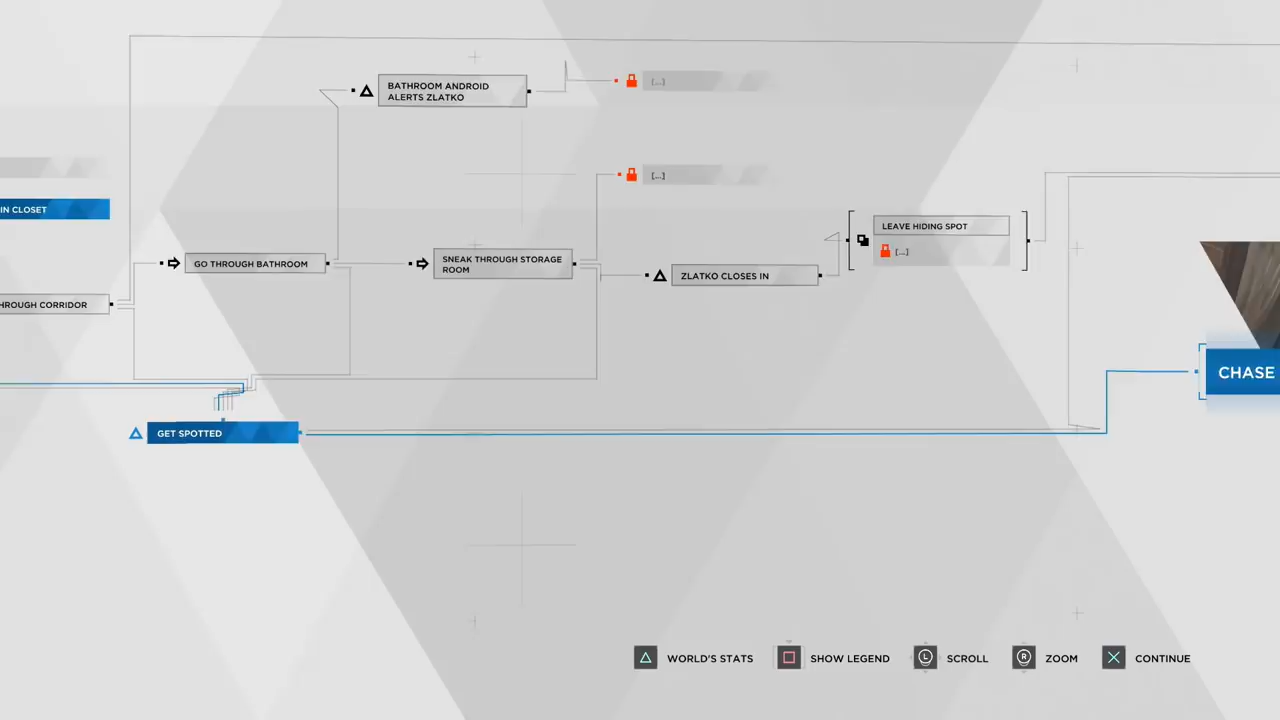 BATHROOM ANDROID
ALERTS ZLATKO
[...]
[...]
IN CLOSET
LEAVE HIDING SPOT
[...]
GO THROUGH BATHROOM
SNEAK THROUGH STORAGE
ROOM
ZLATKO CLOSES IN
HROUGH CORRIDOR
CHASE
GET SPOTTED
WORLD'S STATS
SHOW LEGEND
L
SCROLL
R
ZOOM
CONTINUE